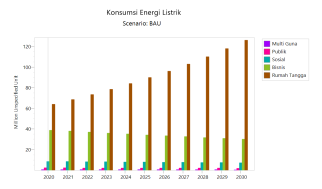 Konsumsi Energi Listrik
Scenario: BAU
Million Unspecified Unit
120
100
80
60
40
20
2020 2021 2022 2023 2024 2025 2026 2027 2028 2029 2030
Multi Guna
Publik
Sosial
Bisnis
Rumah Tangga